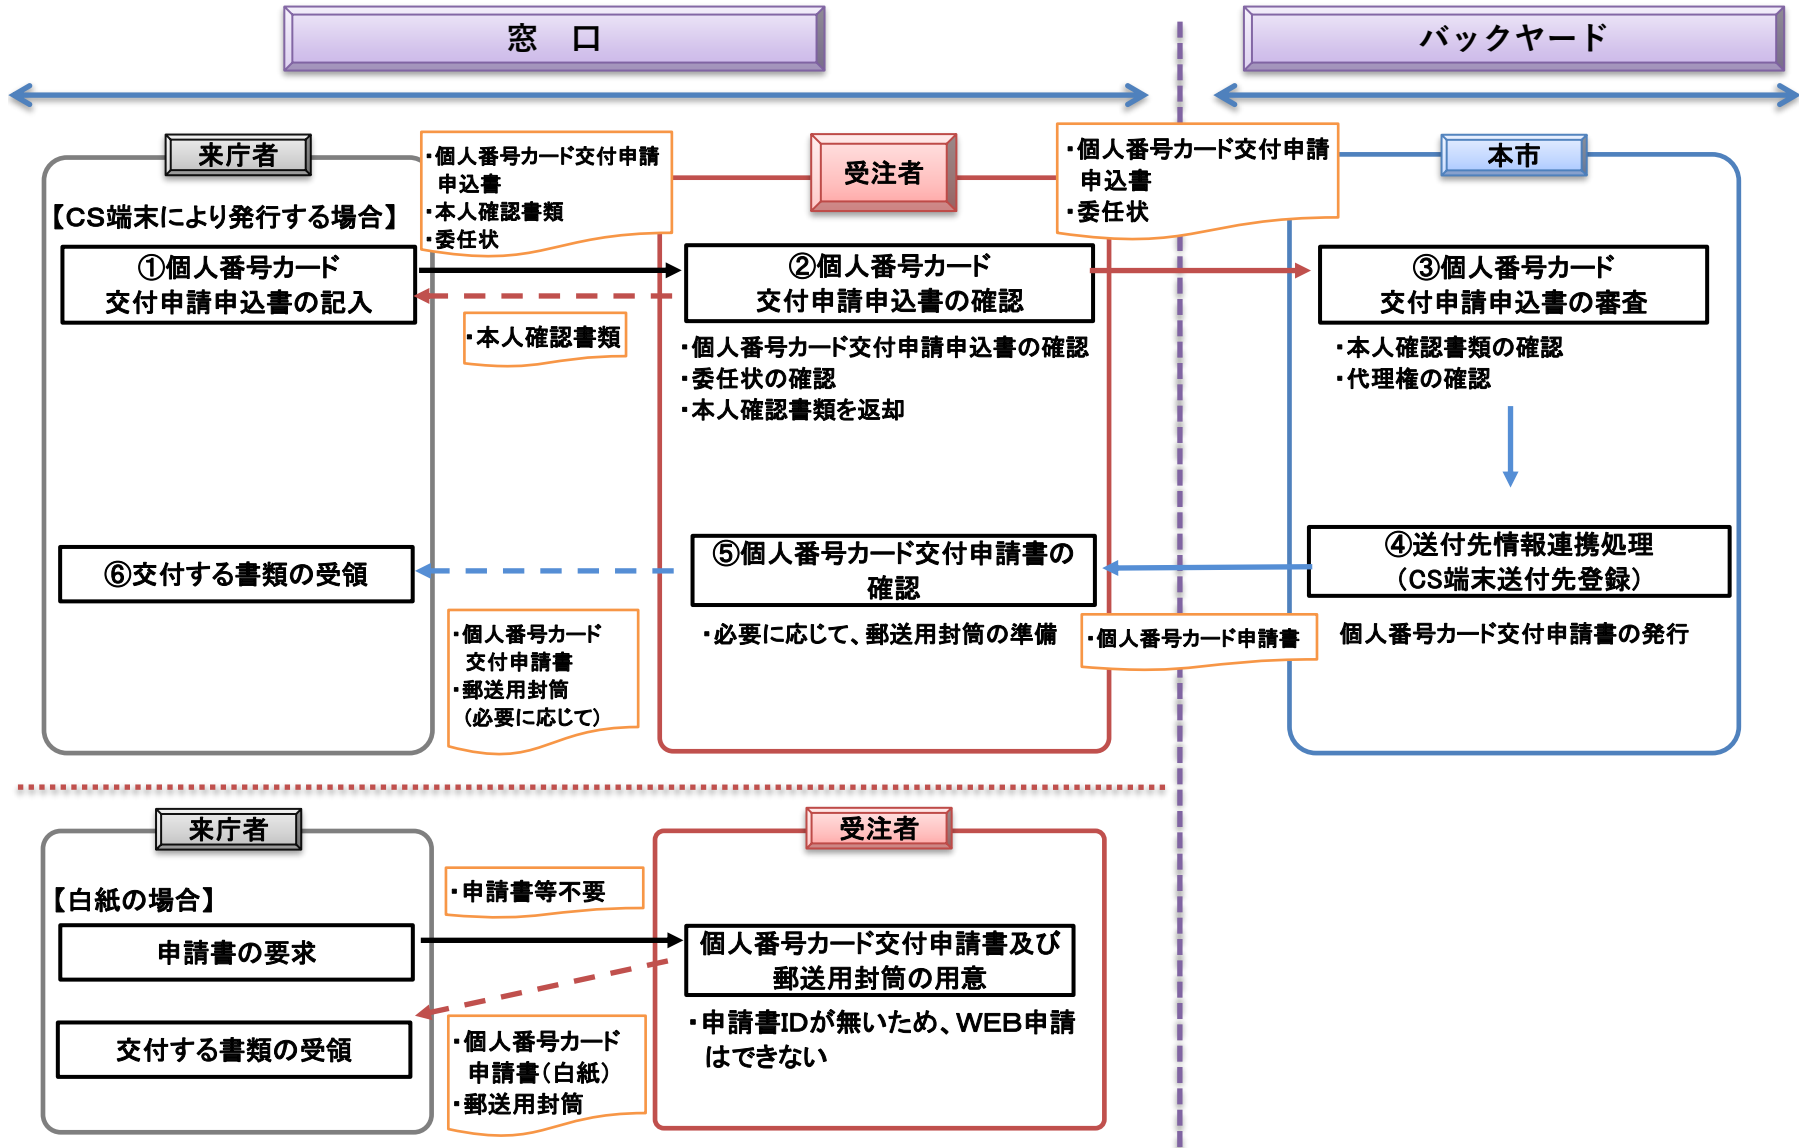 窓　口
バックヤード
来庁者
・個人番号カード交付申請
申込書
・本人確認書類
・委任状
受注者
・個人番号カード交付申請
申込書
・委任状
本市
【CS端末により発行する場合】
①個人番号カード
交付申請申込書の記入
②個人番号カード
交付申請申込書の確認
③個人番号カード
交付申請申込書の審査
・本人確認書類
・個人番号カード交付申請申込書の確認
・委任状の確認
・本人確認書類を返却
・本人確認書類の確認
・代理権の確認
⑥交付する書類の受領
⑤個人番号カード交付申請書の
確認
④送付先情報連携処理
（CS端末送付先登録）
・個人番号カード
交付申請書
・郵送用封筒
（必要に応じて）
・必要に応じて、郵送用封筒の準備
・個人番号カード申請書
個人番号カード交付申請書の発行
来庁者
受注者
【白紙の場合】
・申請書等不要
申請書の要求
個人番号カード交付申請書及び
郵送用封筒の用意
交付する書類の受領
・個人番号カード
申請書（白紙）
・郵送用封筒
・申請書IDが無いため、WEB申請
はできない